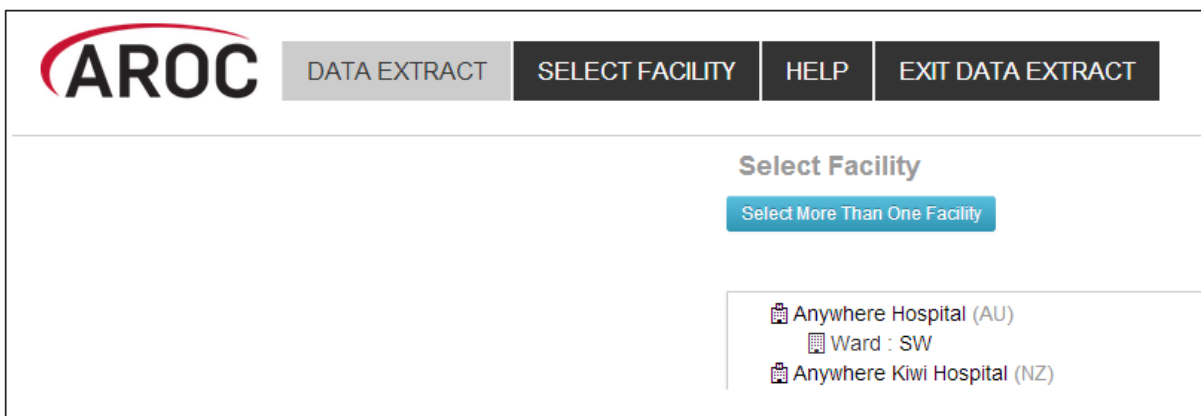 AROC DATA EXTRACT SELECT FACILITY HELP EXIT DATA EXTRACT
Select Facility
Select More Than One Facility
Anywhere Hospital (AU)
Ward : SW
Anywhere Kiwi Hospital (NZ)